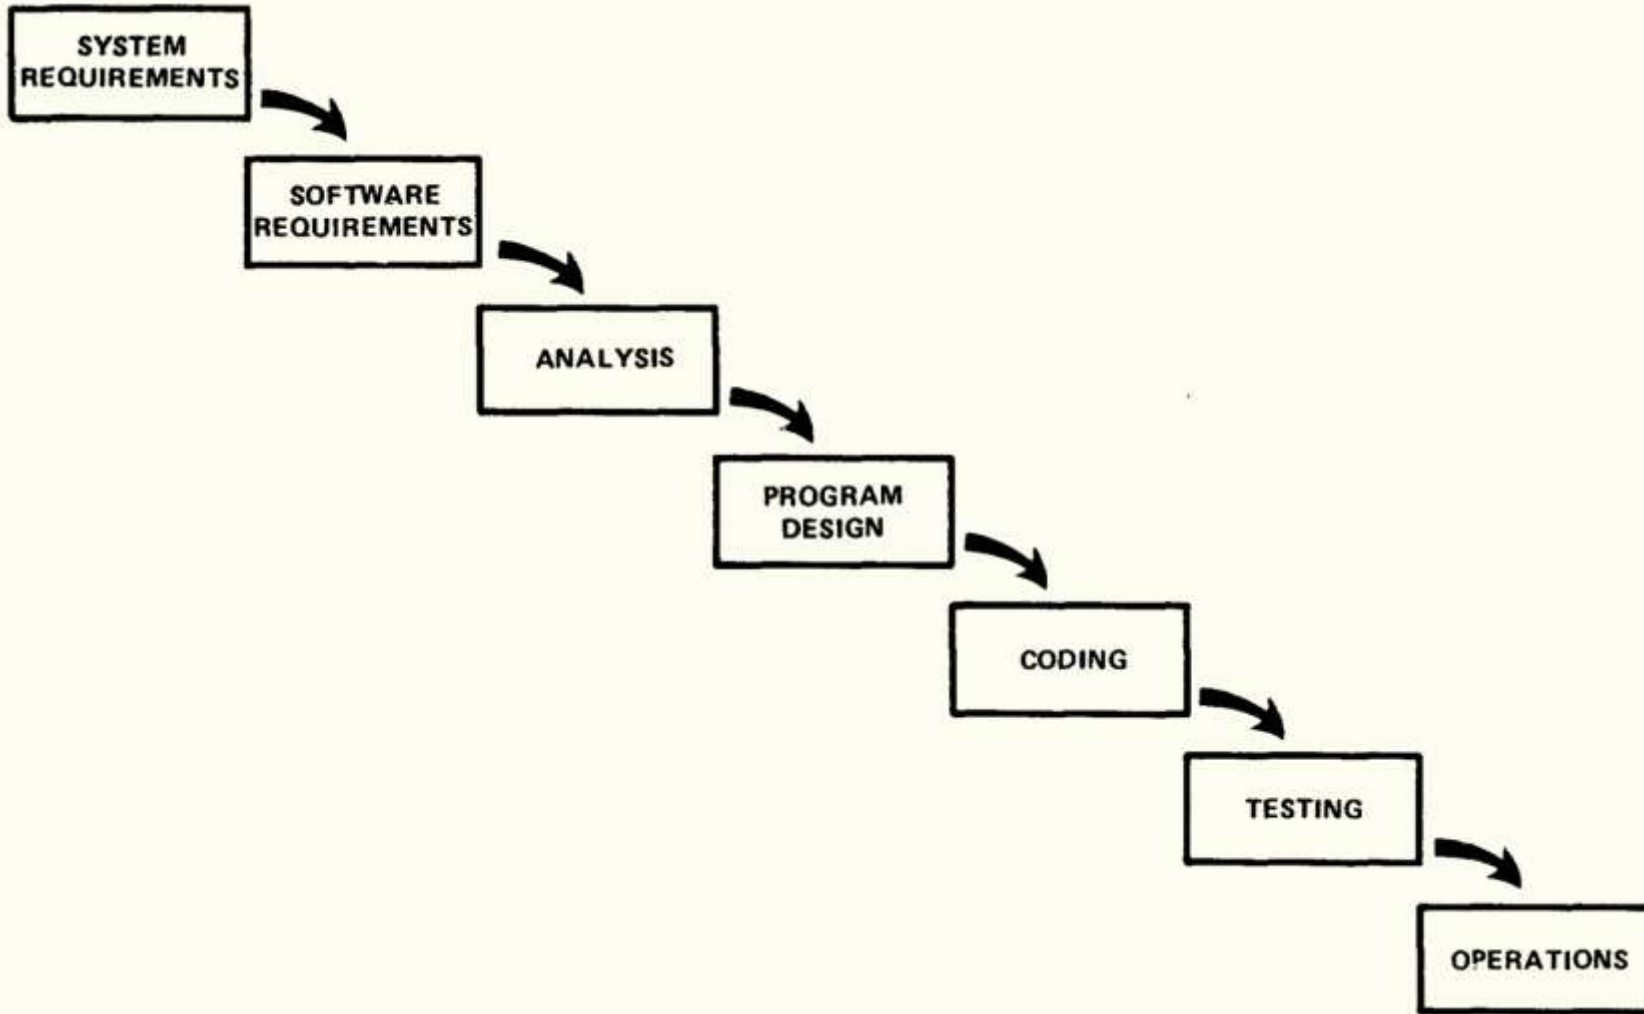 SYSTEM
REQUIREMENTS
SOFTWARE
REQUIREMENTS
ANALYSIS
PROGRAM
DESIGN
CODING
TESTING
OPERATIONS